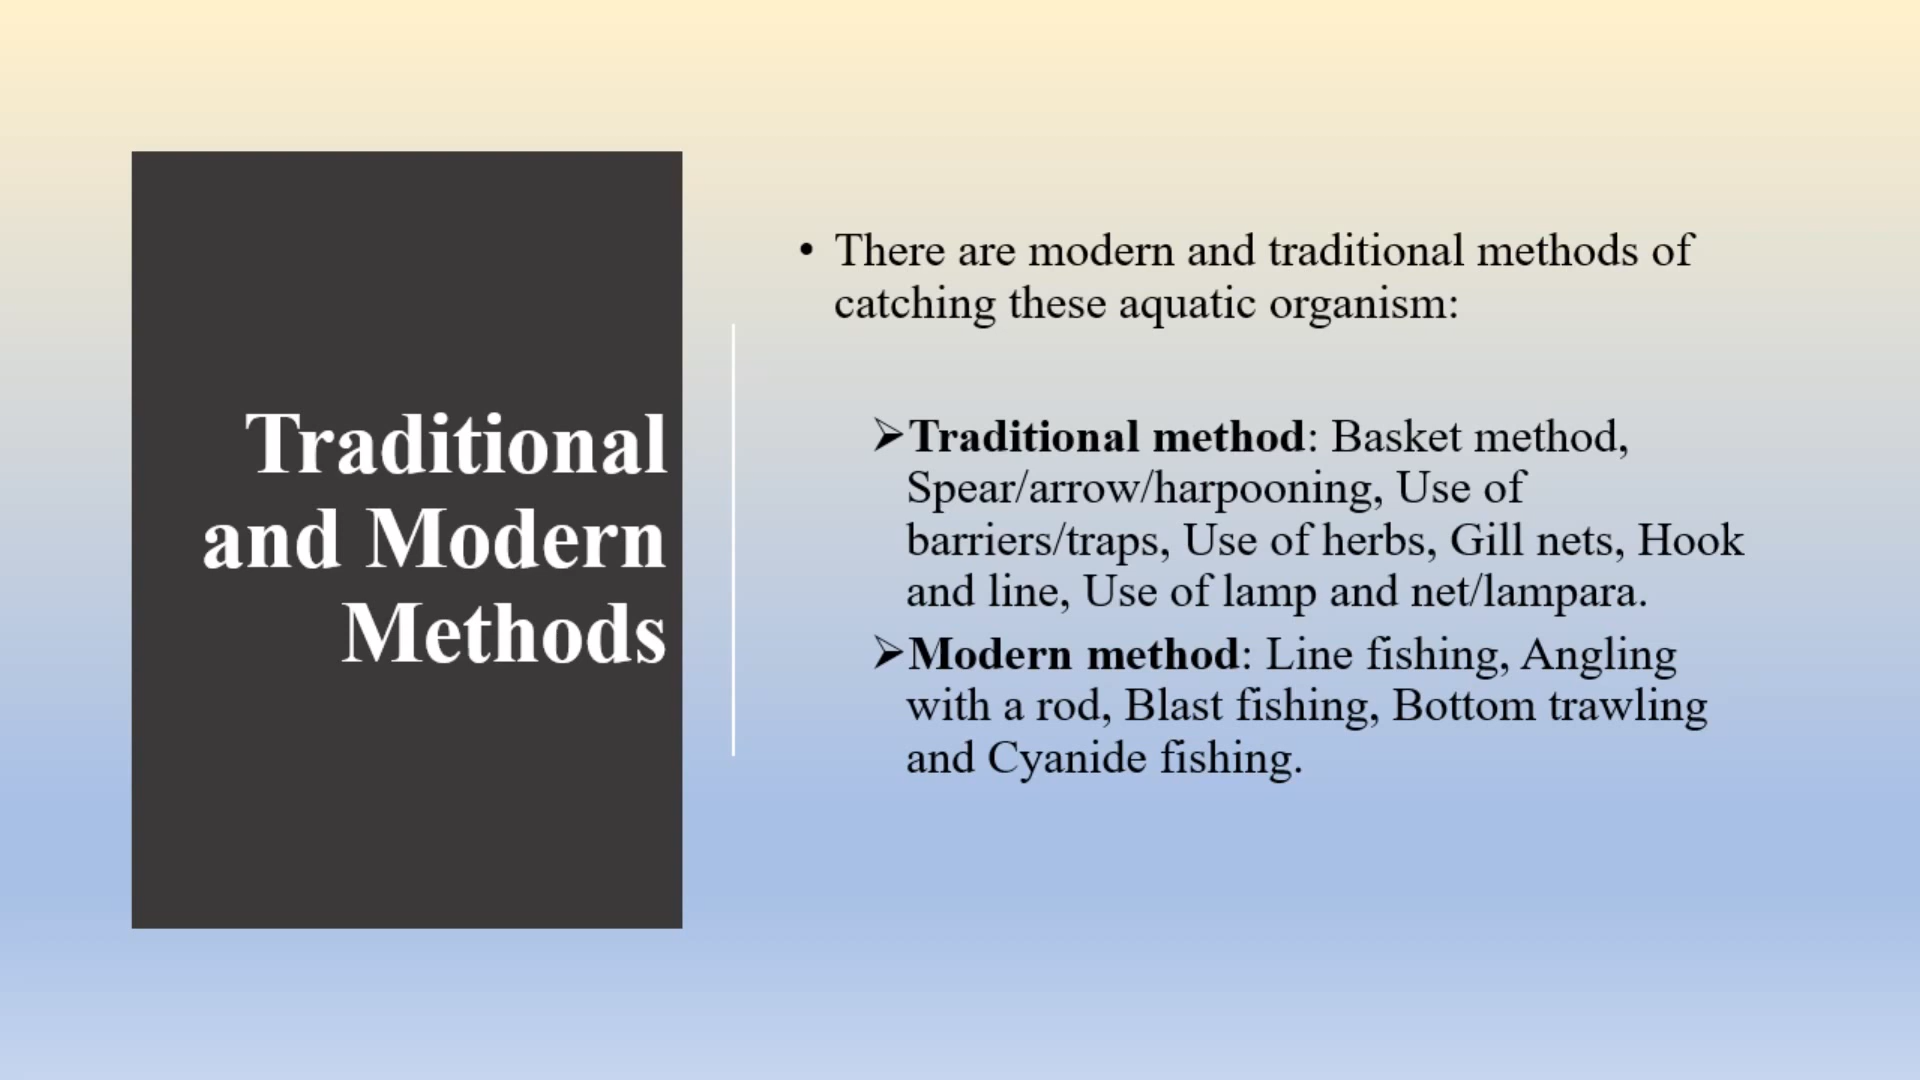 Traditional
and Modern
Methods
• There are modern and traditional methods of
catching these aquatic organism:
➢Traditional method: Basket method,
Spear/arrow/harpooning, Use of
barriers/traps, Use of herbs, Gill nets, Hook
and line, Use of lamp and net/lampara.
➢Modern method: Line fishing, Angling
with a rod, Blast fishing, Bottom trawling
and Cyanide fishing.